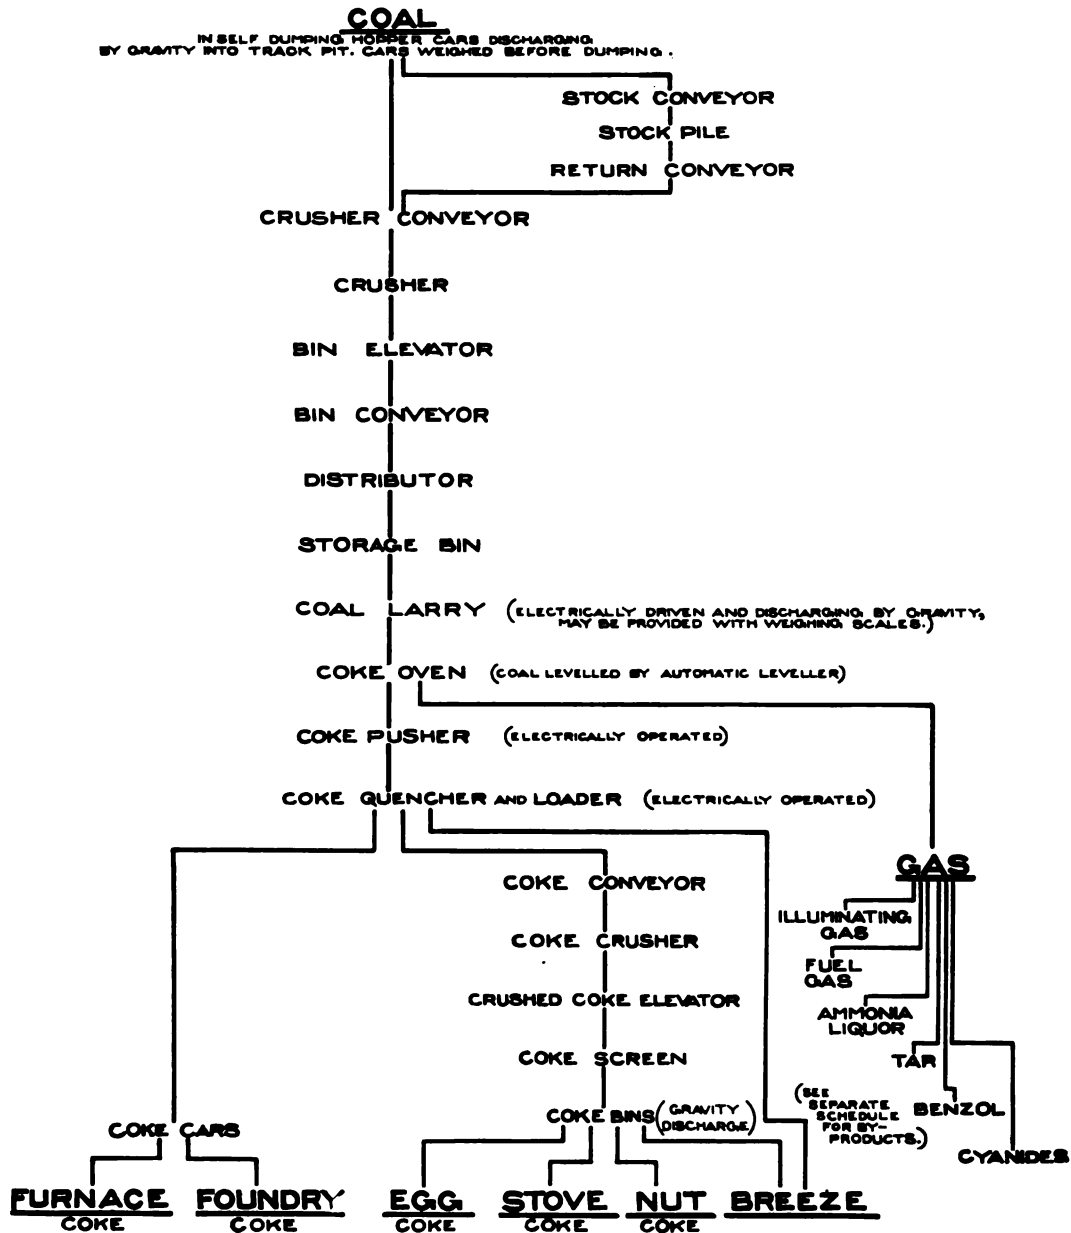 COAL
IN SELF DUMPING HOPPER CARS DISCHARGING
BY GRAVITY INTO TRACK PIT. CARS WEIGHED BEFORE DUMPING.
STOCK CONVEYOR
STOCK PILE
RETURN CONVEYOR
CRUSHER CONVEYOR
CRUSHER
BIN ELEVATOR
BIN CONVEYOR
DISTRIBUTOR
STORAGE BIN
COAL LARRY (ELECTRICALLY DRIVEN AND DISCHARGING BY GRAVITY,
MAY BE PROVIDED WITH WEIGHING SCALES.)
COKE OVEN (COAL LEVELLED BY AUTOMATIC LEVELLER)
COKE PUSHER (ELECTRICALLY OPERATED)
COKE QUENCHER AND LOADER (ELECTRICALLY OPERATED)
COKE CONVEYOR
COKE CRUSHER
CRUSHED COKE ELEVATOR
COKE SCREEN
COKE BINS (GRAVITY
DISCHARGE)
COKE CARS
FURNACE
COKE
FOUNDRY
COKE
EGG
COKE
STOVE
COKE
NUT
COKE
BREEZE
GAS
ILLUMINATING
GAS
FUEL
GAS
AMMONIA
LIQUOR
TAR
BENZOL
CYANIDES
(SEE
SEPARATE
SCHEDULE
FOR BY-
PRODUCTS.)